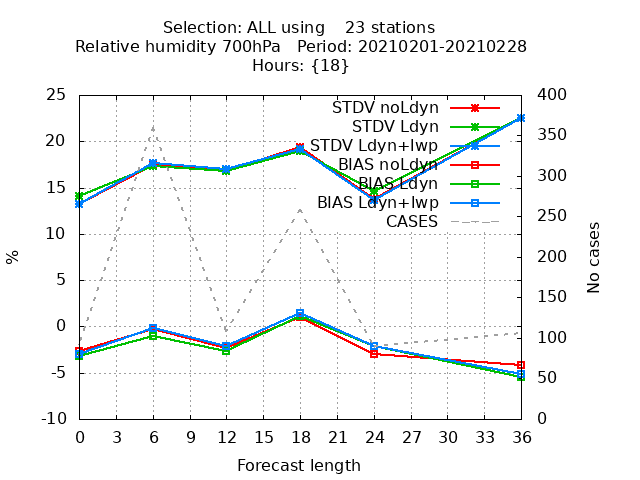 Selection: ALL using    23 stations
Relative humidity 700hPa   Period: 20210201-20210228
Hours: {18}
STDV noLdyn
STDV Ldyn
STDV Ldyn+lwp
BIAS noLdyn
BIAS Ldyn
BIAS Ldyn+lwp
CASES
25
20
15
10
5
0
-5
-10
%
400
350
300
250
200
150
100
50
0
No cases
0 3 6 9 12 15 18 21 24 27 30 33 36
Forecast length